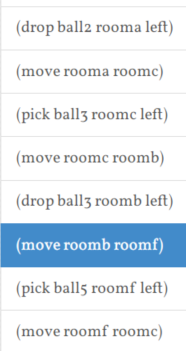 (drop ball2 rooma left)
(move rooma roomc)
(pick ball3 roomc left)
(move roomc roomb)
(drop ball3 roomb left)
(move roomb roomf)
(pick ball5 roomf left)
(move roomf roomc)